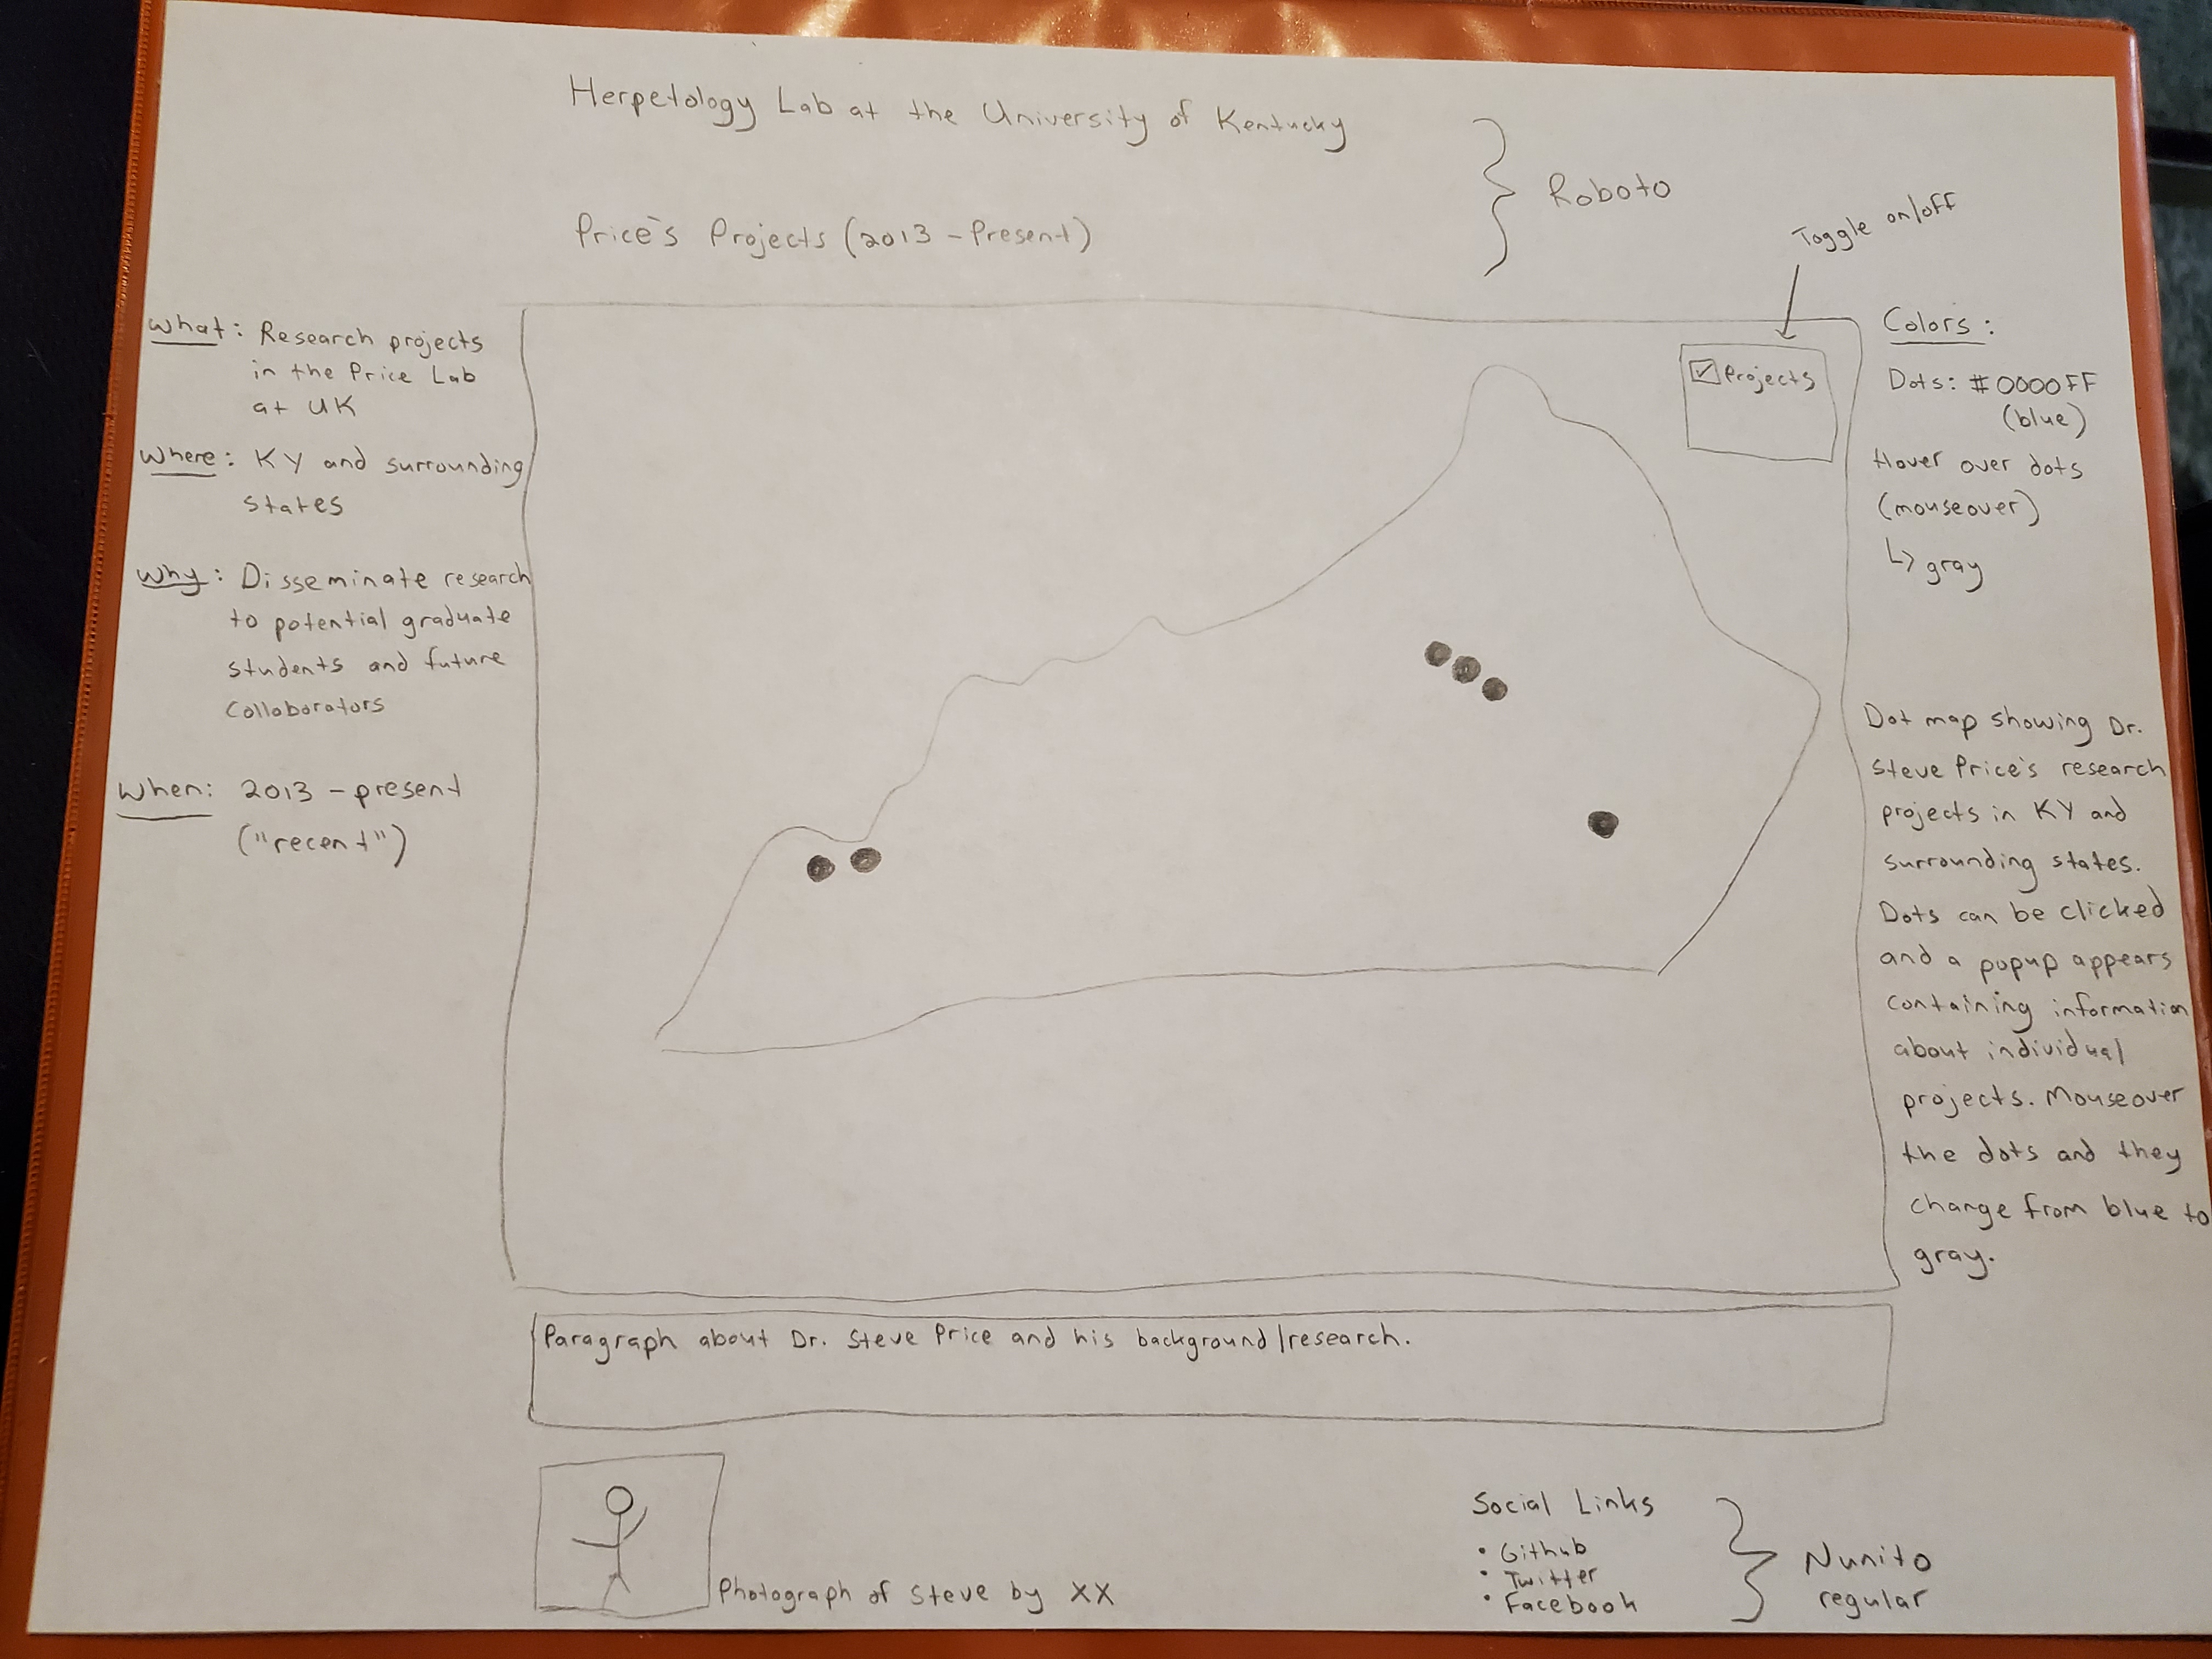 Herpetology Lab at the University of Kentucky
Price's Projects (2013 - Present)
Roboto
Toggle on/off
What: Research projects
in the Price Lab
at UK
Where: KY and surrounding
states
Why: Disseminate research
to potential graduate
students and future
Collaborators
When: 2013 - present
("recent")
Projects
Colors:
Dots: #0000FF
(blue)
Hover over dots
(mouseover)
↳ gray
Dot map showing Dr.
Steve Price's research
projects in KY and
surrounding states.
Dots can be clicked
and a popup appears
containing information
about individual
projects. Mouseover
the dots and they
change from blue to
gray.
Paragraph about Dr. Steve Price and his background/research.
Photograph of Steve by XX
Social Links
• Github
• Twitter
• Facebook
Nunito
regular